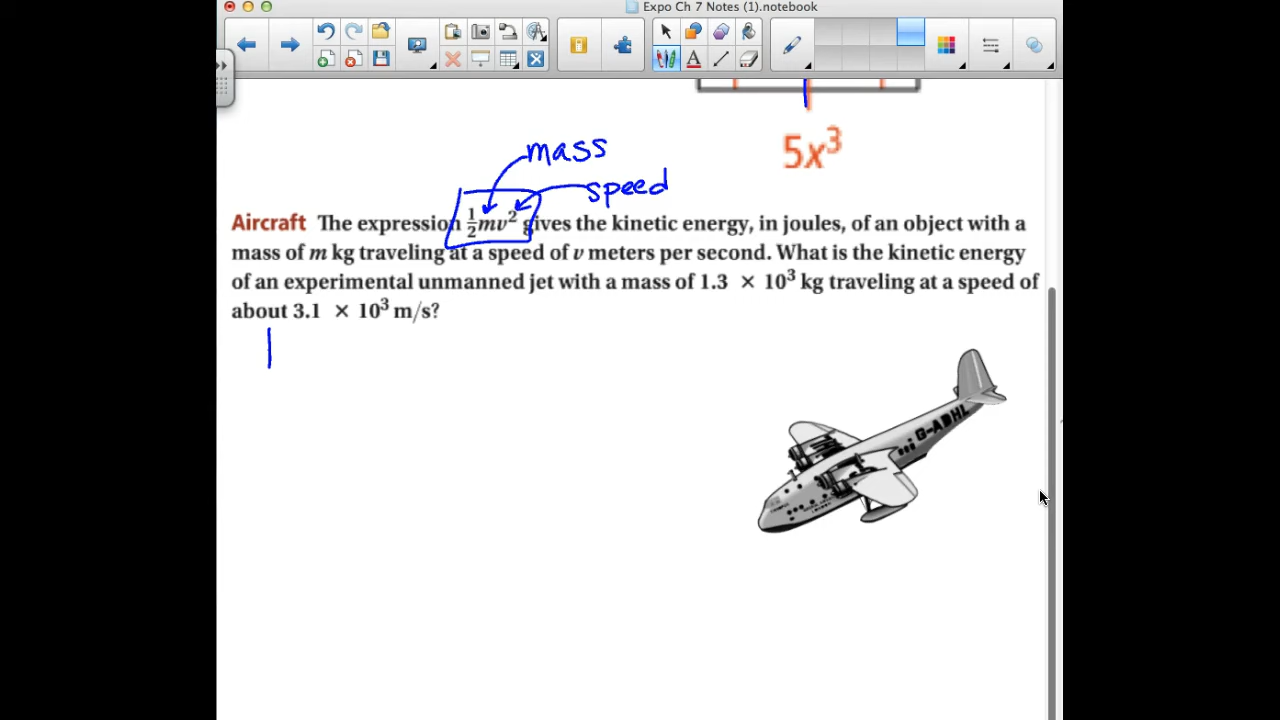 Expo Ch 7 Notes (1).notebook
5x³
mass
speed
Aircraft The expression ½mv² gives the kinetic energy, in joules, of an object with a
mass of m kg traveling at a speed of v meters per second. What is the kinetic energy
of an experimental unmanned jet with a mass of 1.3 × 10³ kg traveling at a speed of
about 3.1 × 10³ m/s?
G-ADHL